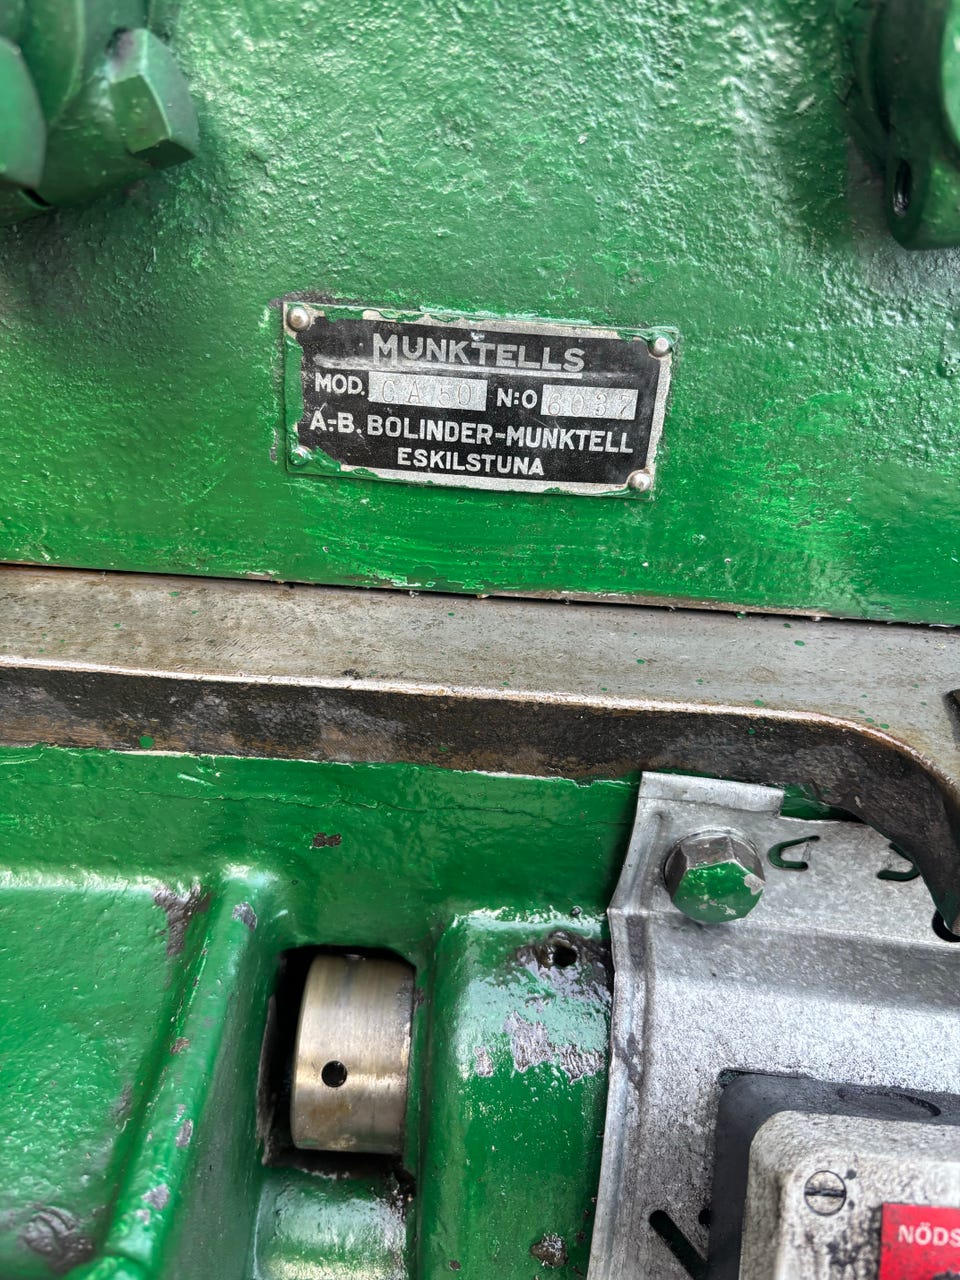 MUNKTELLS
MOD. CA 50 N:O 6037
A.-B. BOLINDER-MUNKTELL
ESKILSTUNA
NÖDS